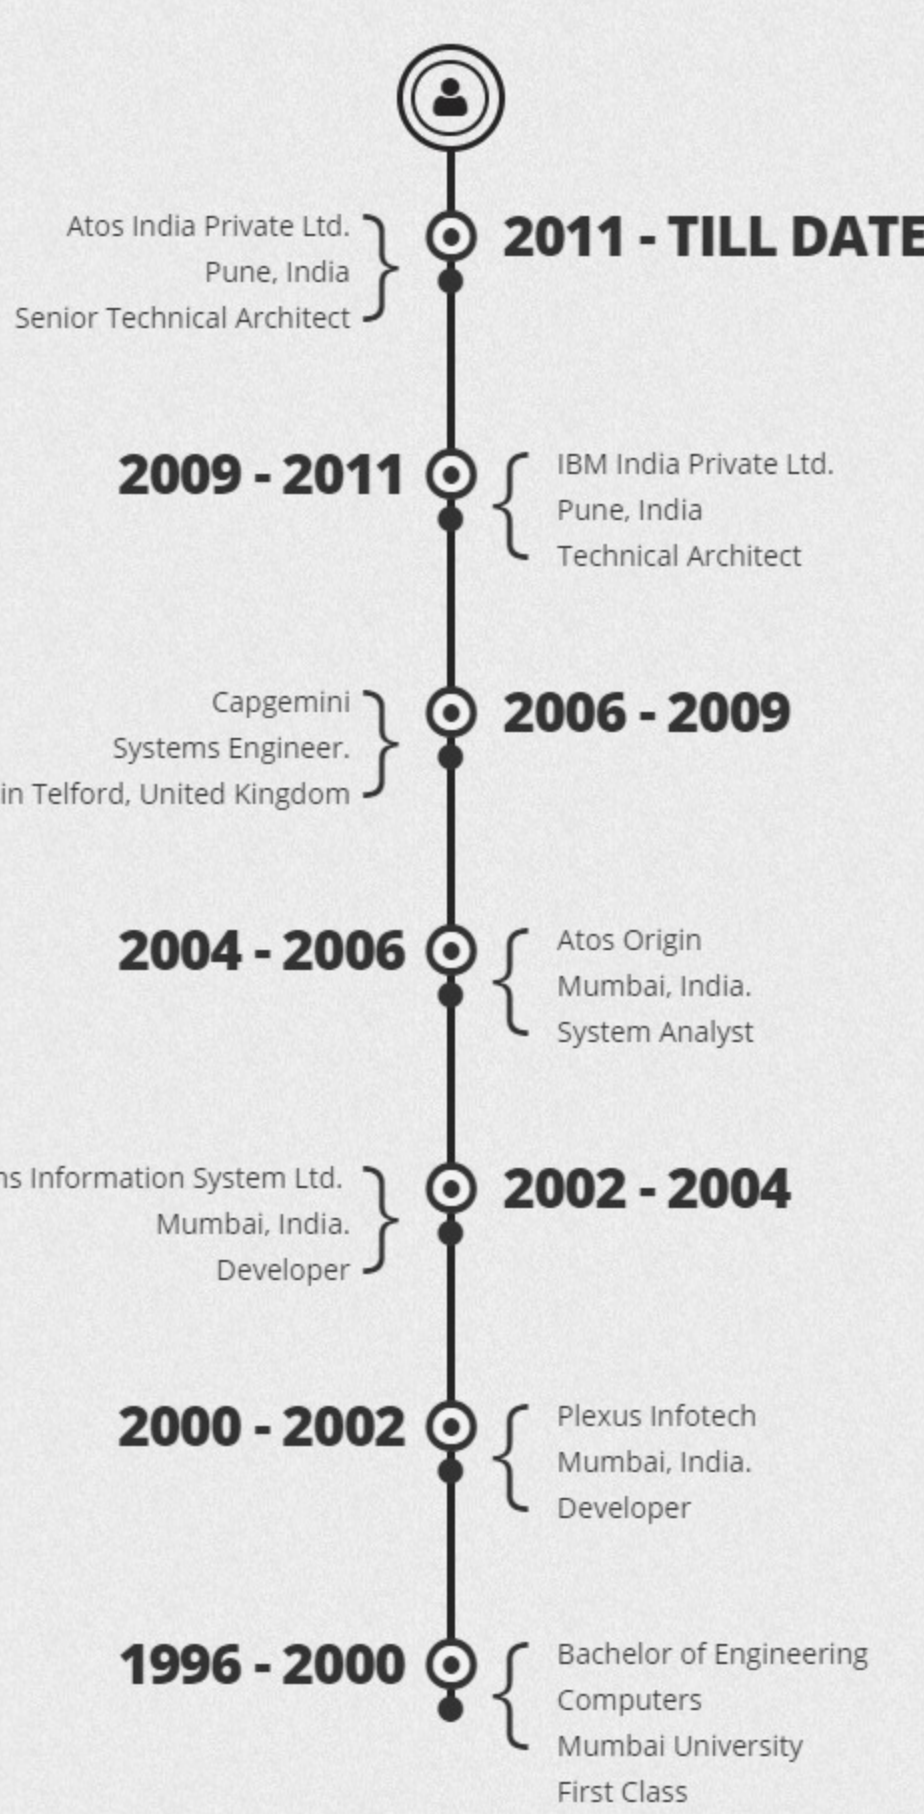 Atos India Private Ltd.
Pune, India
Senior Technical Architect
2011 - TILL DATE
2009 - 2011
IBM India Private Ltd.
Pune, India
Technical Architect
Capgemini
Systems Engineer.
in Telford, United Kingdom
2006 - 2009
2004 - 2006
Atos Origin
Mumbai, India.
System Analyst
Information System Ltd.
Mumbai, India.
Developer
2002 - 2004
2000 - 2002
Plexus Infotech
Mumbai, India.
Developer
1996 - 2000
Bachelor of Engineering
Computers
Mumbai University
First Class